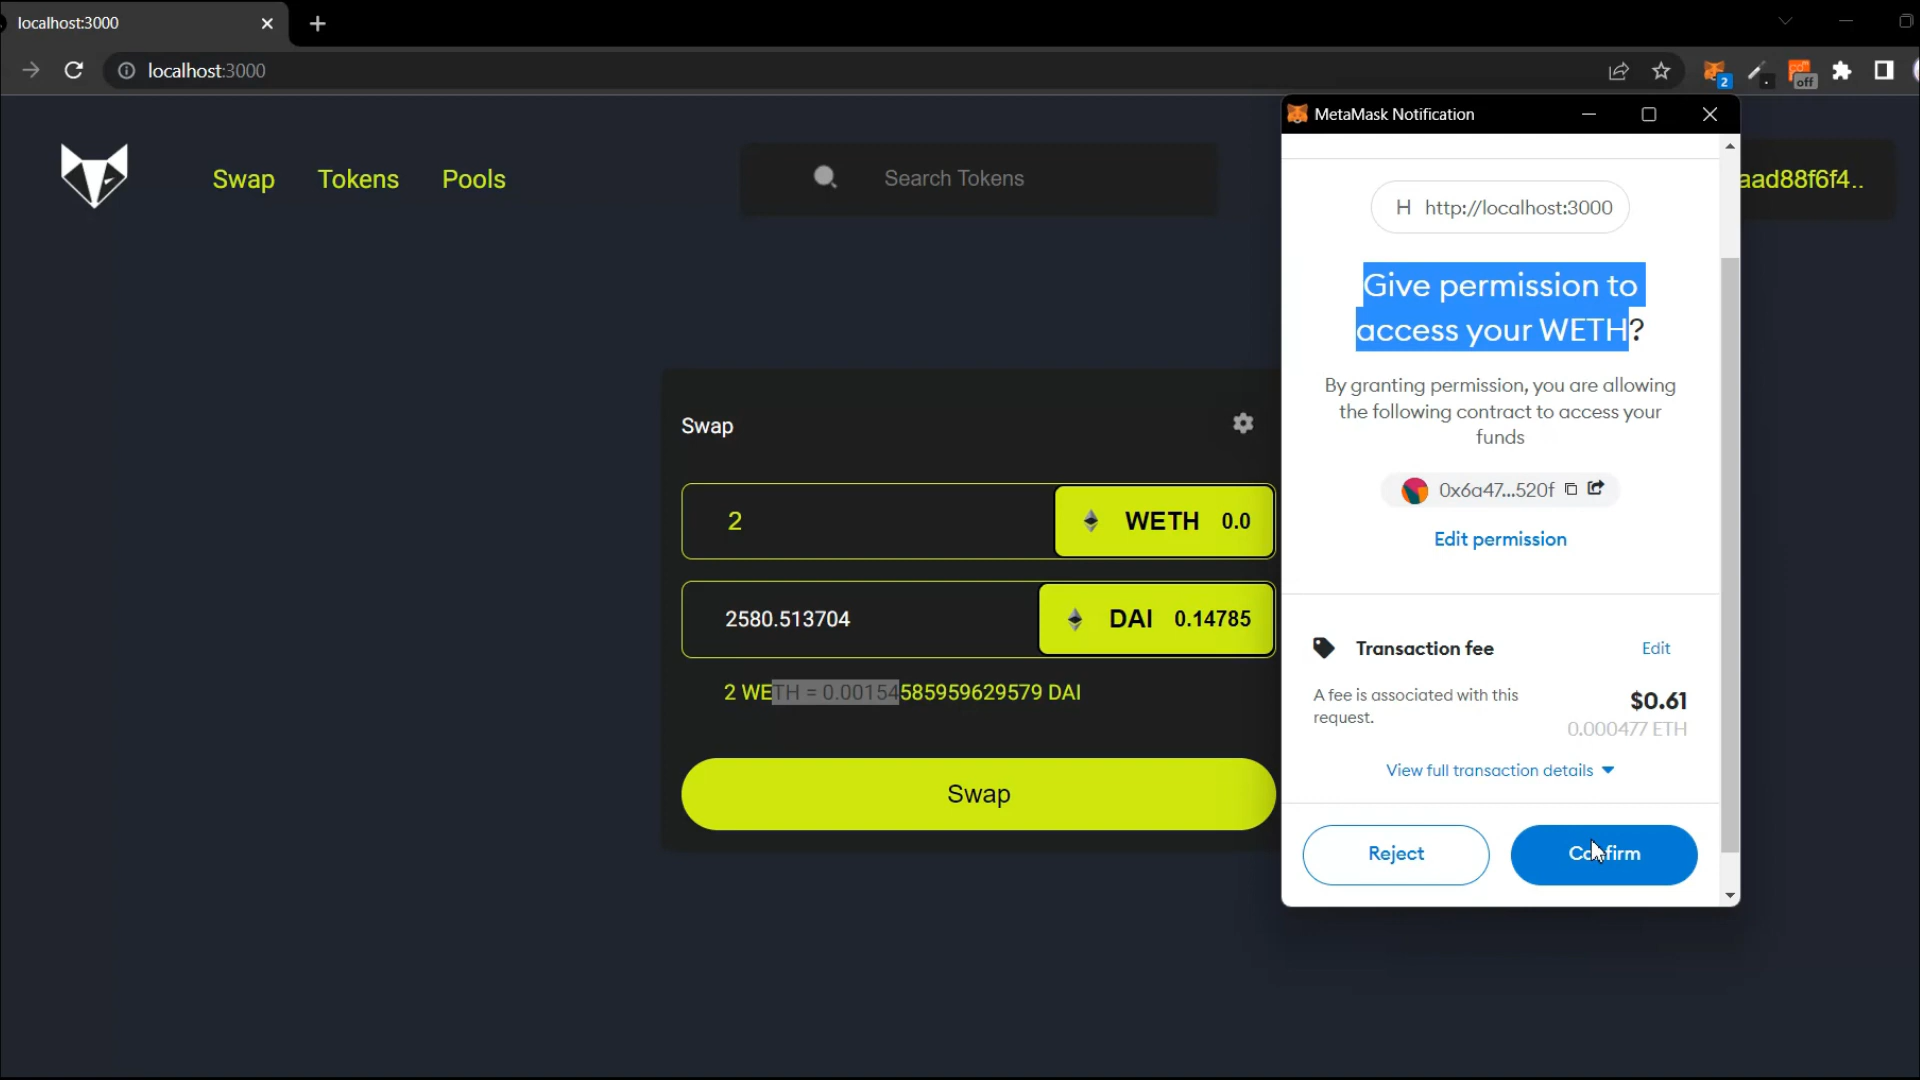 localhost:3000
localhost:3000
2
off
MetaMask Notification
Swap
Tokens
Pools
Search Tokens
aad88f6f4..
H http://localhost:3000
Give permission to
access your WETH?
By granting permission, you are allowing
the following contract to access your
funds
0x6a47...520f
Edit permission
Swap
2
WETH 0.0
2580.513704
DAI 0.14785
2 WETH = 0.00154585959629579 DAI
Swap
Transaction fee
Edit
A fee is associated with this
request.
$0.61
0.000477 ETH
View full transaction details
Reject
Confirm